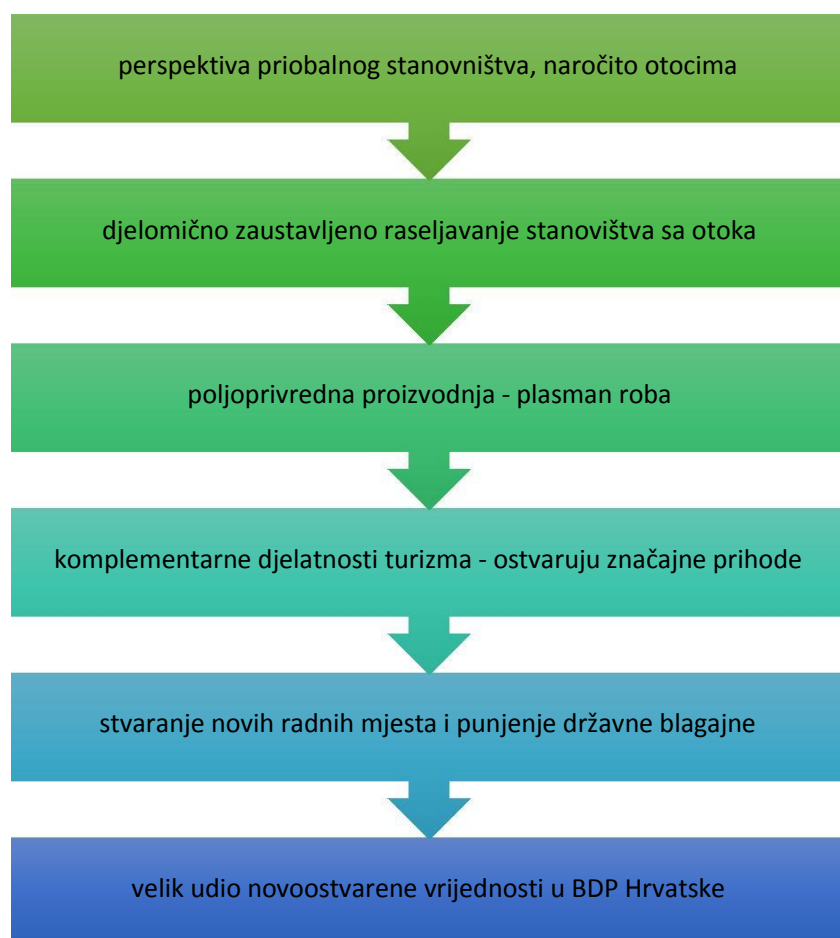 perspektiva priobalnog stanovništva, naročito otocima
djelomično zaustavljeno raseljavanje stanovištva sa otoka
poljoprivredna proizvodnja - plasman roba
komplementarne djelatnosti turizma - ostvaruju značajne prihode
stvaranje novih radnih mjesta i punjenje državne blagajne
velik udio novoostvarene vrijednosti u BDP Hrvatske